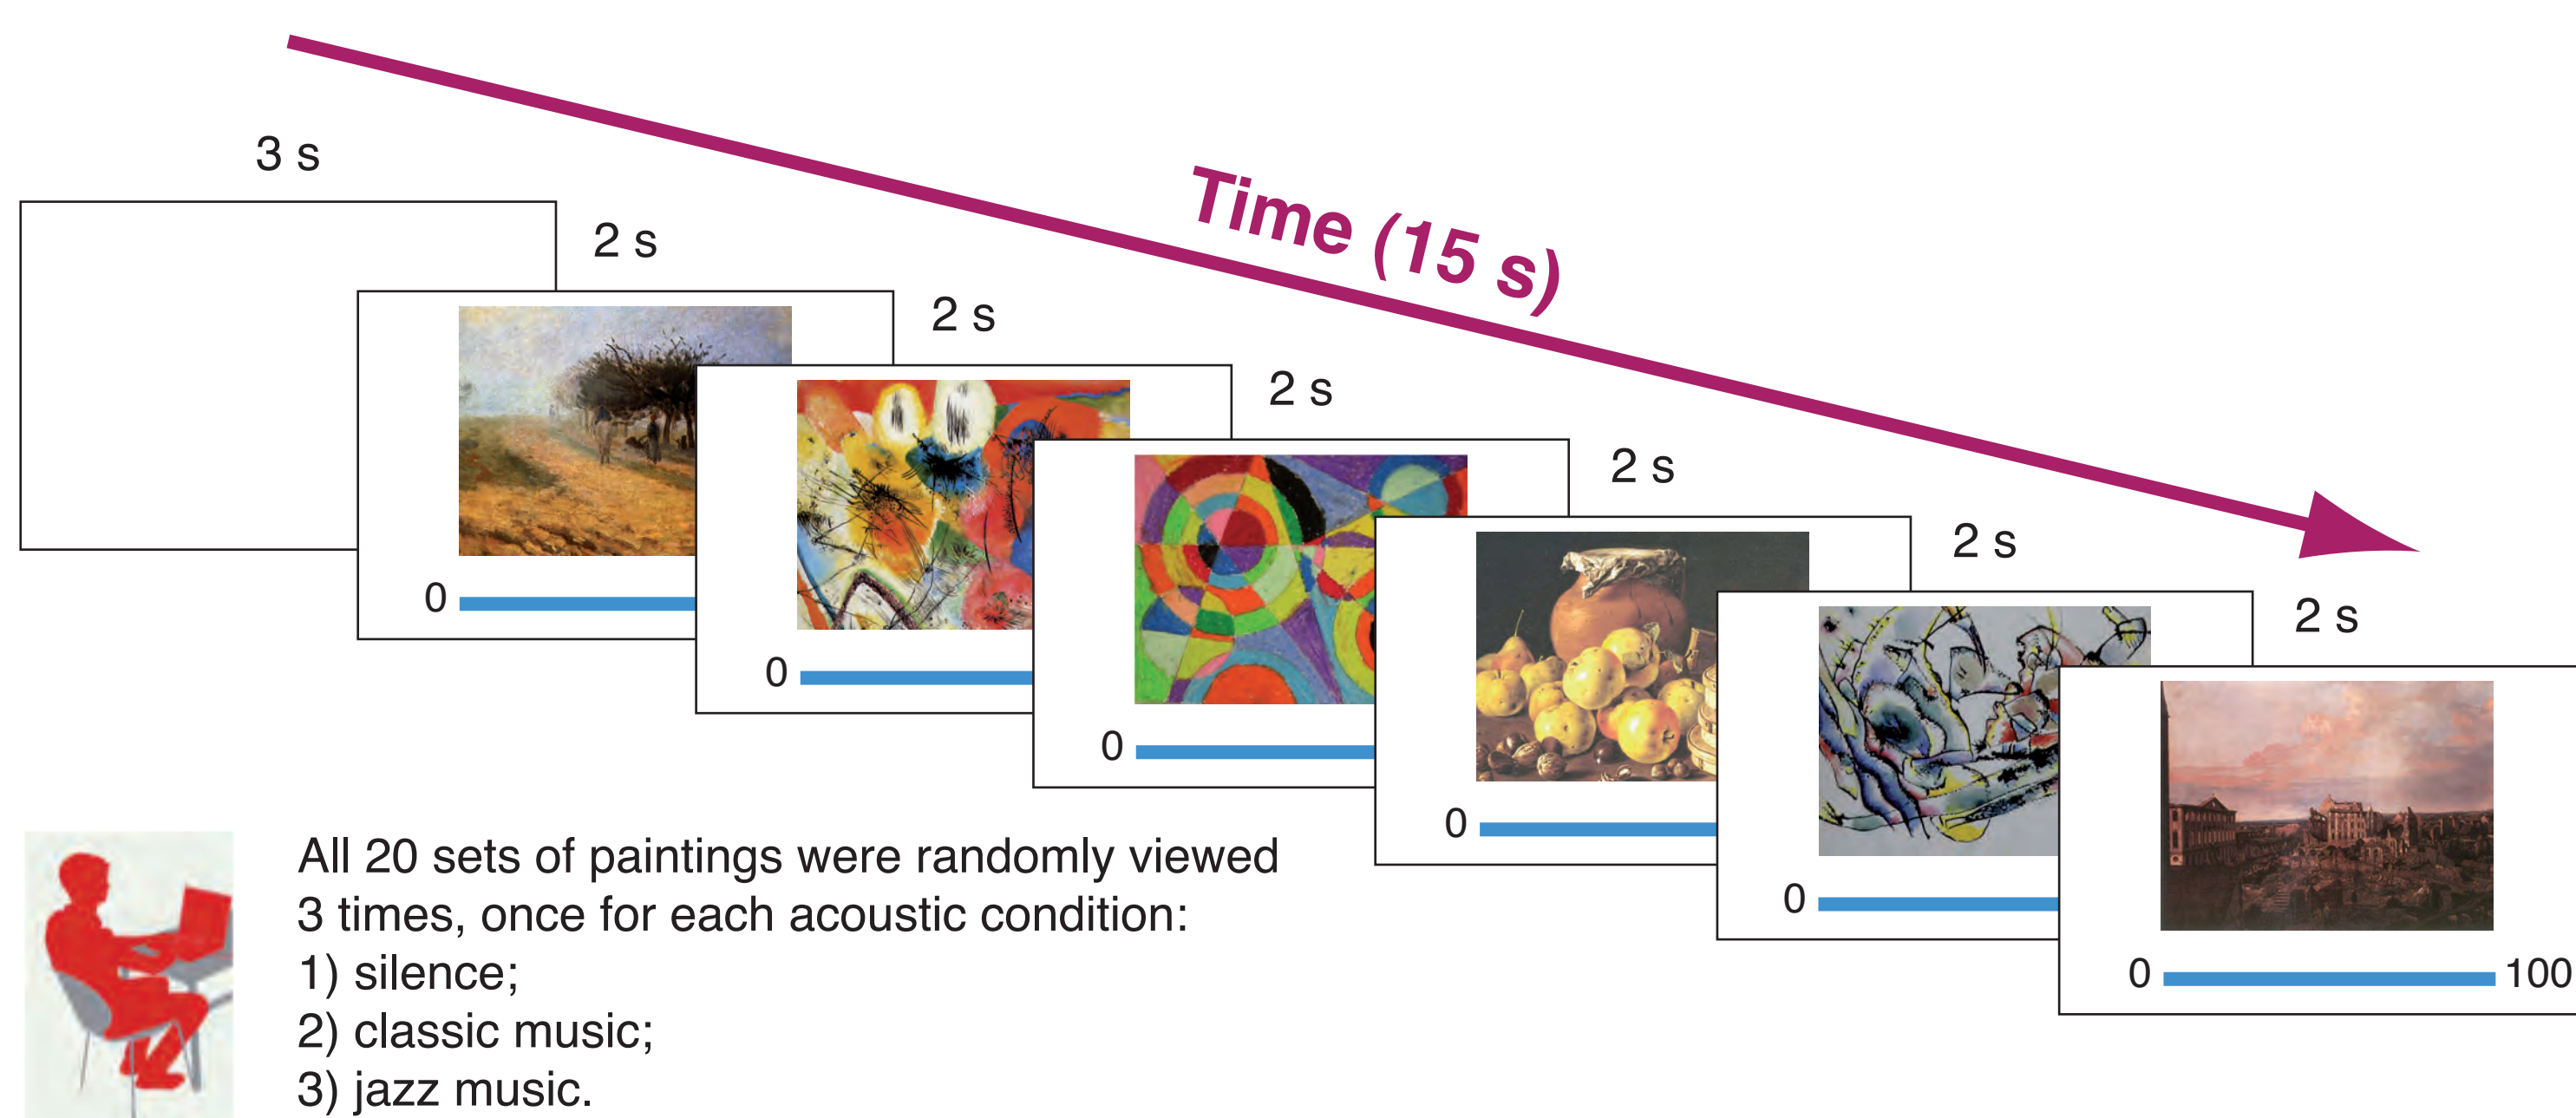 3 s
2 s
2 s
2 s
2 s
2 s
2 s
Time (15 s)
0
0
0
0
0
0 100
All 20 sets of paintings were randomly viewed
3 times, once for each acoustic condition:
1) silence;
2) classic music;
3) jazz music.